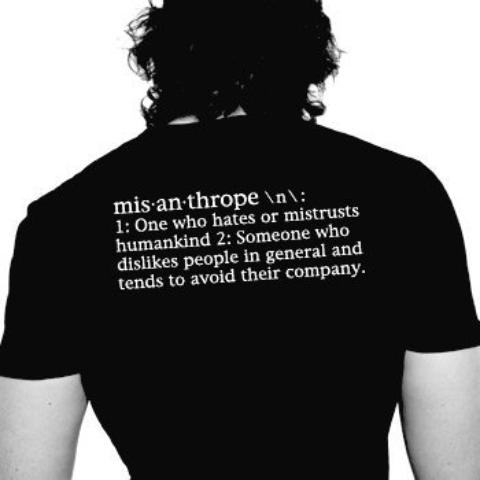 mis·an·thrope \n\:
1: One who hates or mistrusts
humankind 2: Someone who
dislikes people in general and
tends to avoid their company.